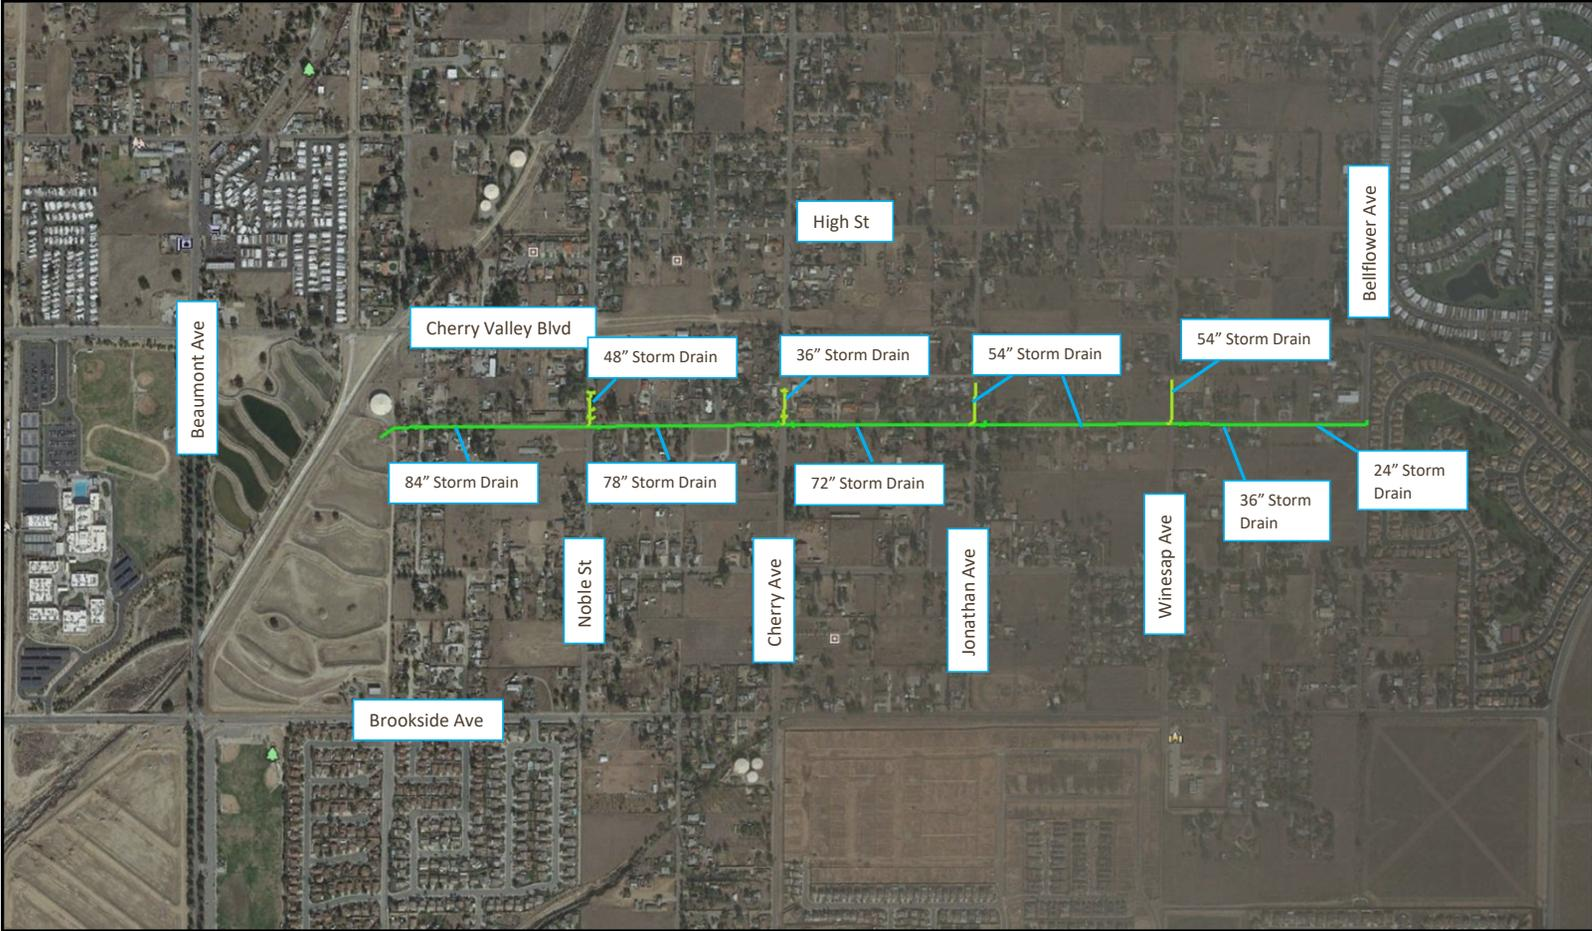 High St
Bellflower Ave
Beaumont Ave
Cherry Valley Blvd
48” Storm Drain
36” Storm Drain
54” Storm Drain
54” Storm Drain
84” Storm Drain
78” Storm Drain
72” Storm Drain
36” Storm
Drain
24” Storm
Drain
Noble St
Cherry Ave
Jonathan Ave
Winesap Ave
Brookside Ave